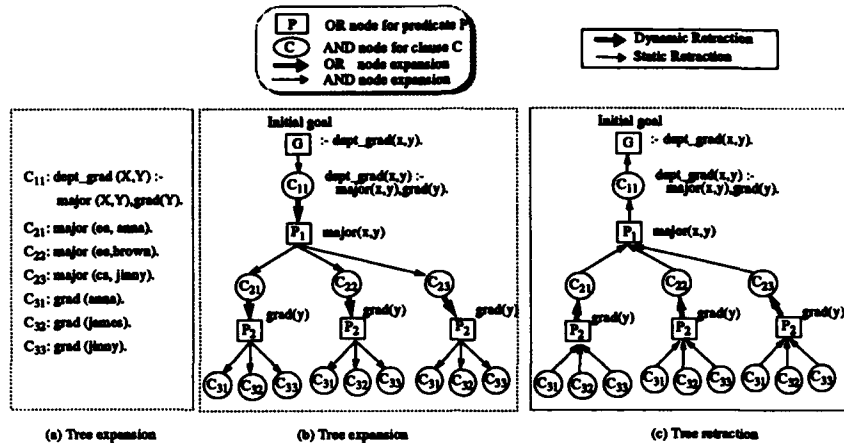 P OR node for predicate P
C AND node for clause C
OR node expansion
AND node expansion
Dynamic Retraction
Static Retraction
C11: dept_grad (X,Y) :-
major (X,Y),grad(Y).
C21: major (ee, anna).
C22: major (ee,brown).
C23: major (cs, jinny).
C31: grad (anna).
C32: grad (james).
C33: grad (jinny).
(a) Tree expansion
Initial goal
G :- dept_grad(x,y).
C11 dept_grad(x,y) :-
major(x,y),grad(y).
P1 major(x,y)
C21 C22 C23
grad(y) grad(y) grad(y)
P2 P2 P2
C31 C32 C33 C31 C32 C33 C31 C32 C33
(b) Tree expansion
Initial goal
G :- dept_grad(x,y).
C11 dept_grad(x,y) :-
major(x,y),grad(y).
P1 major(x,y)
C21 C22 C23
grad(y) grad(y) grad(y)
P2 P2 P2
C31 C32 C33 C31 C32 C33 C31 C32 C33
(c) Tree retraction